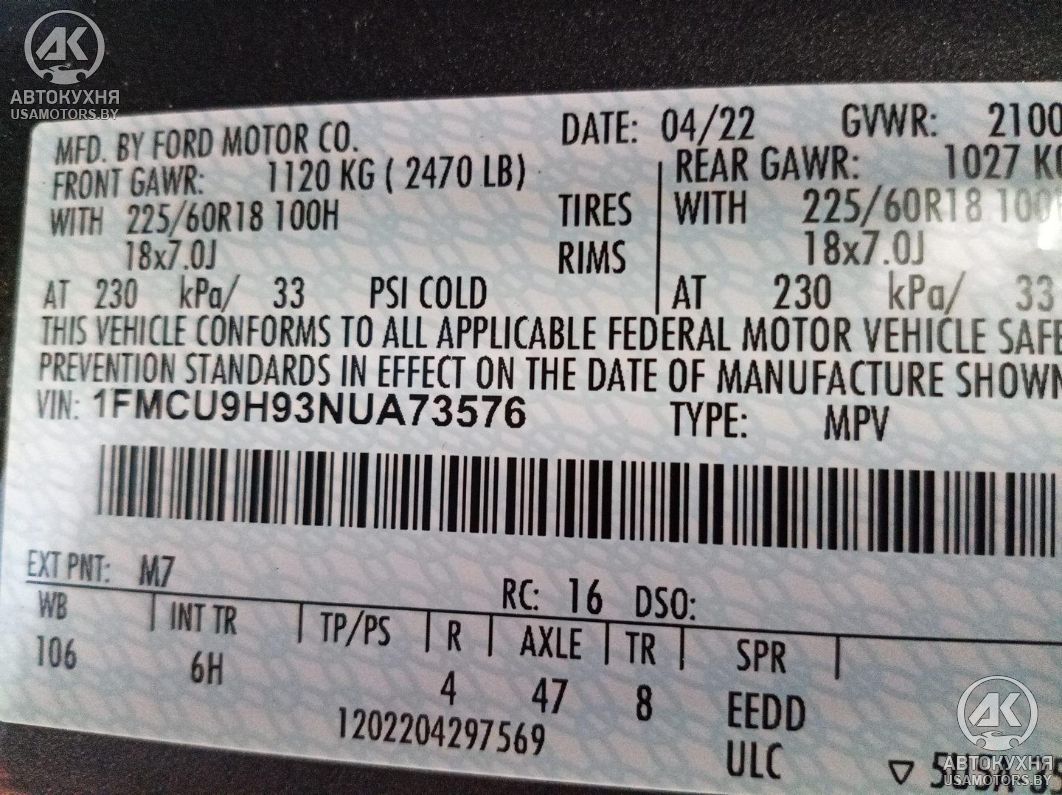 АК
АВТОКУХНЯ
USAMOTORS.BY
MFD. BY FORD MOTOR CO. DATE: 04/22 GVWR: 2100
FRONT GAWR: 1120 KG ( 2470 LB) REAR GAWR: 1027 KG
WITH 225/60R18 100H TIRES WITH 225/60R18 100
18x7.0J RIMS 18x7.0J
AT 230 kPa/ 33 PSI COLD AT 230 kPa/ 33
THIS VEHICLE CONFORMS TO ALL APPLICABLE FEDERAL MOTOR VEHICLE SAFE
PREVENTION STANDARDS IN EFFECT ON THE DATE OF MANUFACTURE SHOWN
VIN: 1FMCU9H93NUA73576 TYPE: MPV
EXT PNT: M7 RC: 16 DSO:
WB INT TR TP/PS R AXLE TR SPR
106 6H 4 47 8 EEDD
1202204297569 ULC
АК
АВТОКУХНЯ
USAMOTORS.BY